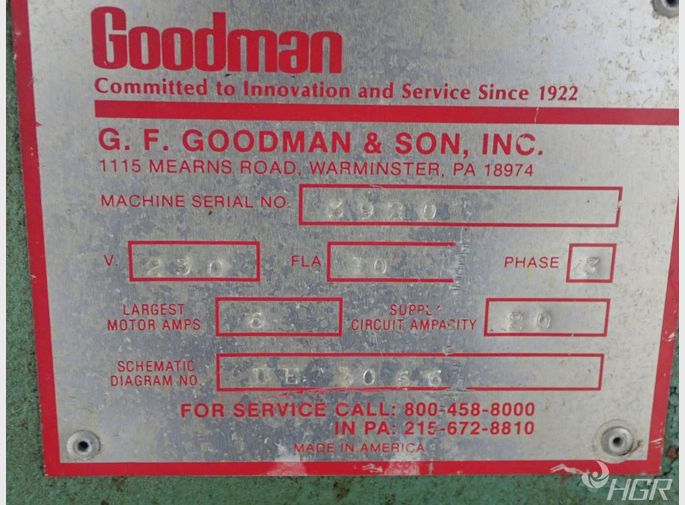 Goodman
Committed to Innovation and Service Since 1922
G. F. GOODMAN & SON, INC.
1115 MEARNS ROAD, WARMINSTER, PA 18974
MACHINE SERIAL NO.
V. 230 FLA 10 PHASE
LARGEST MOTOR AMPS 6 SUPPLY CIRCUIT AMPACITY
SCHEMATIC DIAGRAM NO.
FOR SERVICE CALL: 800-458-8000
IN PA: 215-672-8810
MADE IN AMERICA
HGR